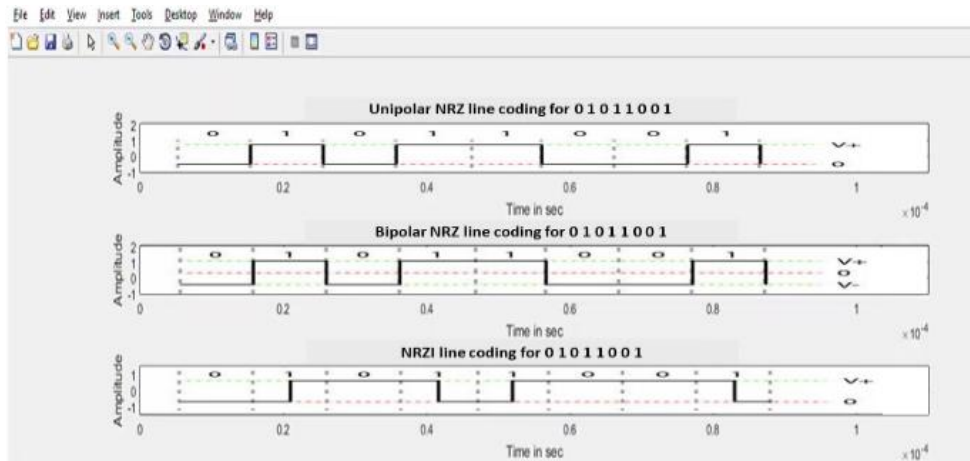 File Edit View Insert Tools Desktop Window Help
Unipolar NRZ line coding for 0 1 0 1 1 0 0 1
Amplitude
2
1
0
-1
0 1 0 1 1 0 0 1
V+
0
0 0.2 0.4 0.6 0.8 1
Time in sec
×10⁻⁴
Bipolar NRZ line coding for 0 1 0 1 1 0 0 1
Amplitude
2
1
0
-1
0 1 0 1 1 0 0 1
V+
0
V-
0 0.2 0.4 0.6 0.8 1
Time in sec
×10⁻⁴
NRZI line coding for 0 1 0 1 1 0 0 1
Amplitude
1
0
-1
0 1 0 1 1 0 0 1
V+
0
0 0.2 0.4 0.6 0.8 1
Time in sec
×10⁻⁴